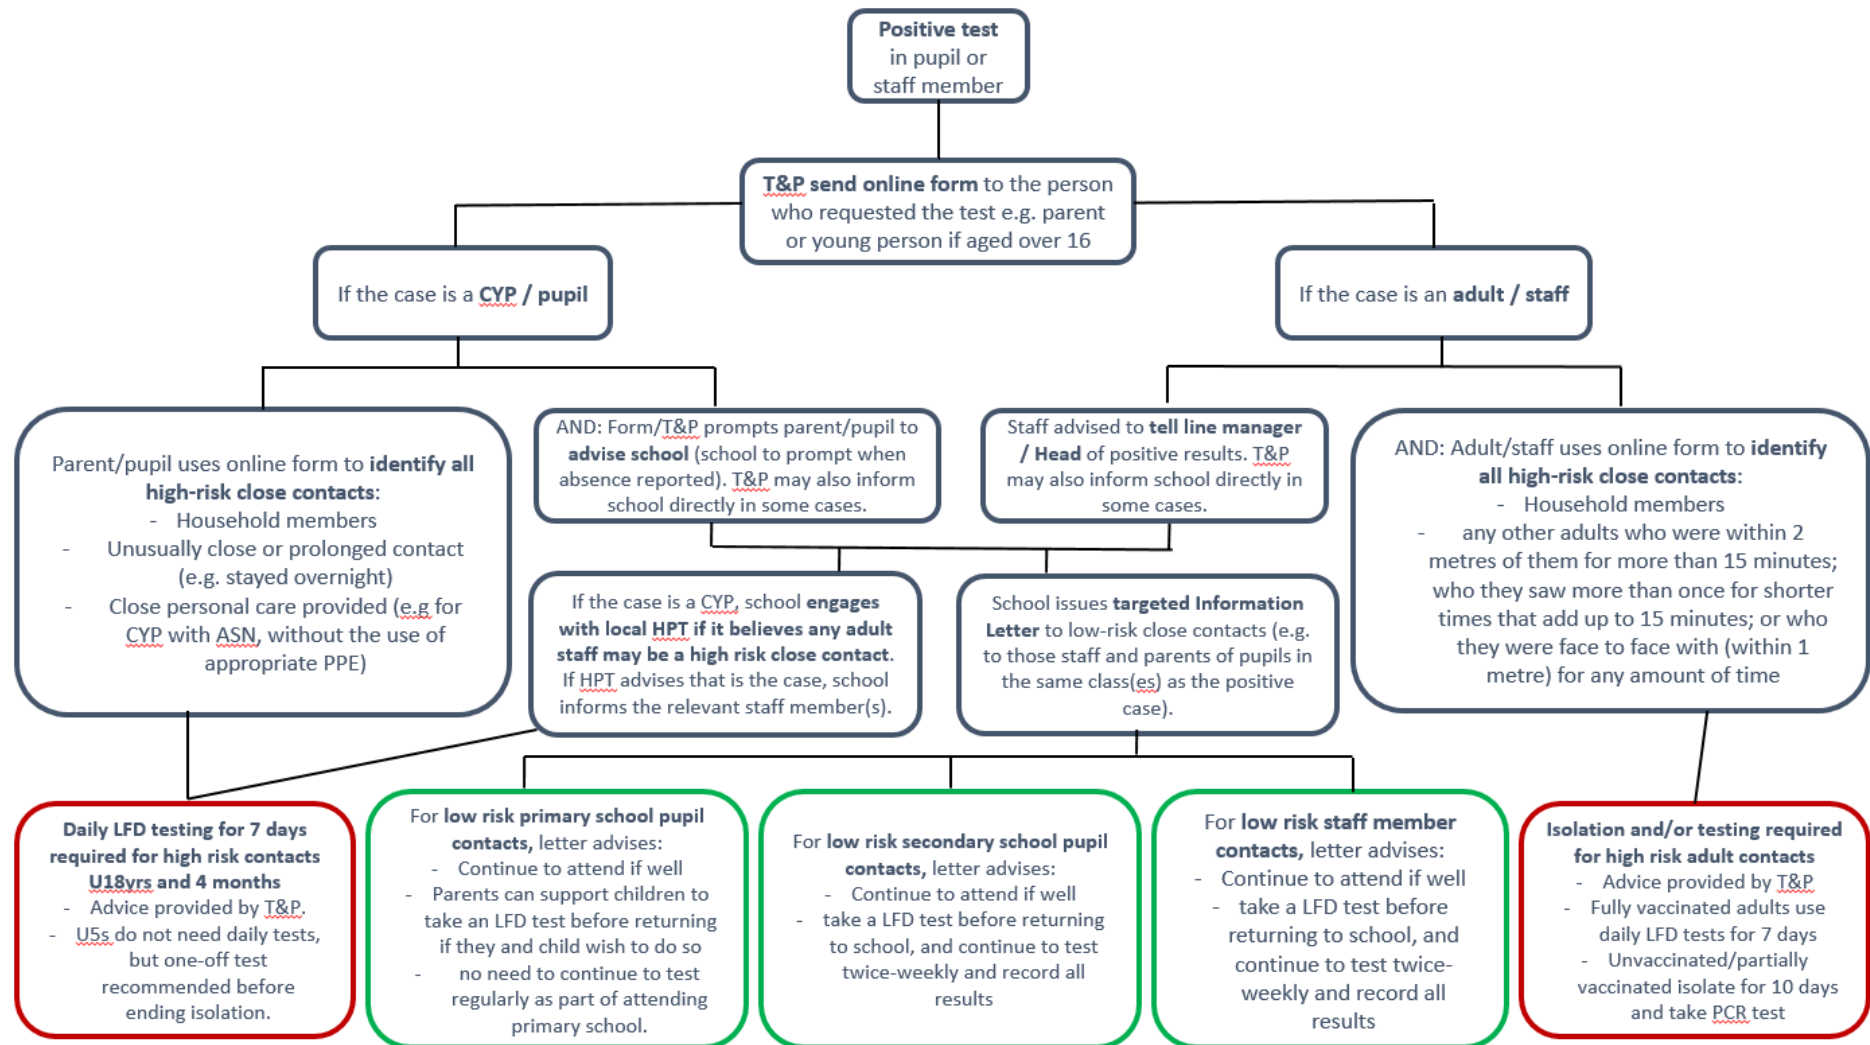 Positive test
in pupil or
staff member
T&P send online form to the person
who requested the test e.g. parent
or young person if aged over 16
If the case is a CYP / pupil
If the case is an adult / staff
Parent/pupil uses online form to identify all
high-risk close contacts:
- Household members
- Unusually close or prolonged contact
(e.g. stayed overnight)
- Close personal care provided (e.g for
CYP with ASN, without the use of
appropriate PPE)
AND: Form/T&P prompts parent/pupil to
advise school (school to prompt when
absence reported). T&P may also inform
school directly in some cases.
Staff advised to tell line manager
/ Head of positive results. T&P
may also inform school directly in
some cases.
AND: Adult/staff uses online form to identify
all high-risk close contacts:
- Household members
- any other adults who were within 2
metres of them for more than 15 minutes;
who they saw more than once for shorter
times that add up to 15 minutes; or who
they were face to face with (within 1
metre) for any amount of time
If the case is a CYP, school engages
with local HPT if it believes any adult
staff may be a high risk close contact.
If HPT advises that is the case, school
informs the relevant staff member(s).
School issues targeted Information
Letter to low-risk close contacts (e.g.
to those staff and parents of pupils in
the same class(es) as the positive
case).
Daily LFD testing for 7 days
required for high risk contacts
U18yrs and 4 months
- Advice provided by T&P.
- U5s do not need daily tests,
but one-off test
recommended before
ending isolation.
For low risk primary school pupil
contacts, letter advises:
- Continue to attend if well
- Parents can support children to
take an LFD test before returning
if they and child wish to do so
- no need to continue to test
regularly as part of attending
primary school.
For low risk secondary school pupil
contacts, letter advises:
- Continue to attend if well
- take a LFD test before returning
to school, and continue to test
twice-weekly and record all
results
For low risk staff member
contacts, letter advises:
- Continue to attend if well
- take a LFD test before
returning to school, and
continue to test twice-
weekly and record all
results
Isolation and/or testing required
for high risk adult contacts
- Advice provided by T&P
- Fully vaccinated adults use
daily LFD tests for 7 days
- Unvaccinated/partially
vaccinated isolate for 10 days
and take PCR test